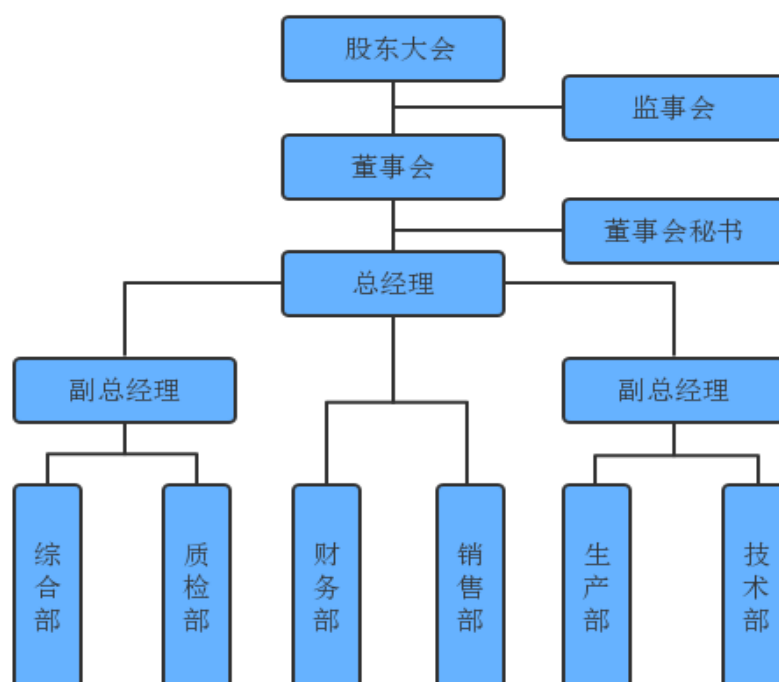 股东大会
监事会
董事会
董事会秘书
总经理
副总经理
副总经理
综合部
质检部
财务部
销售部
生产部
技术部